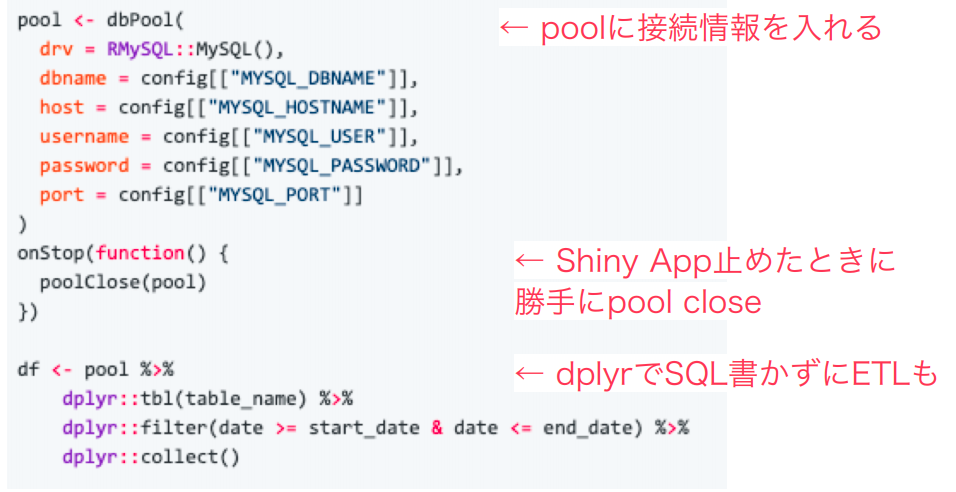 pool <- dbPool( ← poolに接続情報を入れる
  drv = RMySQL::MySQL(),
  dbname = config[["MYSQL_DBNAME"]],
  host = config[["MYSQL_HOSTNAME"]],
  username = config[["MYSQL_USER"]],
  password = config[["MYSQL_PASSWORD"]],
  port = config[["MYSQL_PORT"]]
)
onStop(function() { ← Shiny App止めたときに
  poolClose(pool) 勝手にpool close
})
df <- pool %>% ← dplyrでSQL書かずにETLも
    dplyr::tbl(table_name) %>%
    dplyr::filter(date >= start_date & date <= end_date) %>%
    dplyr::collect()